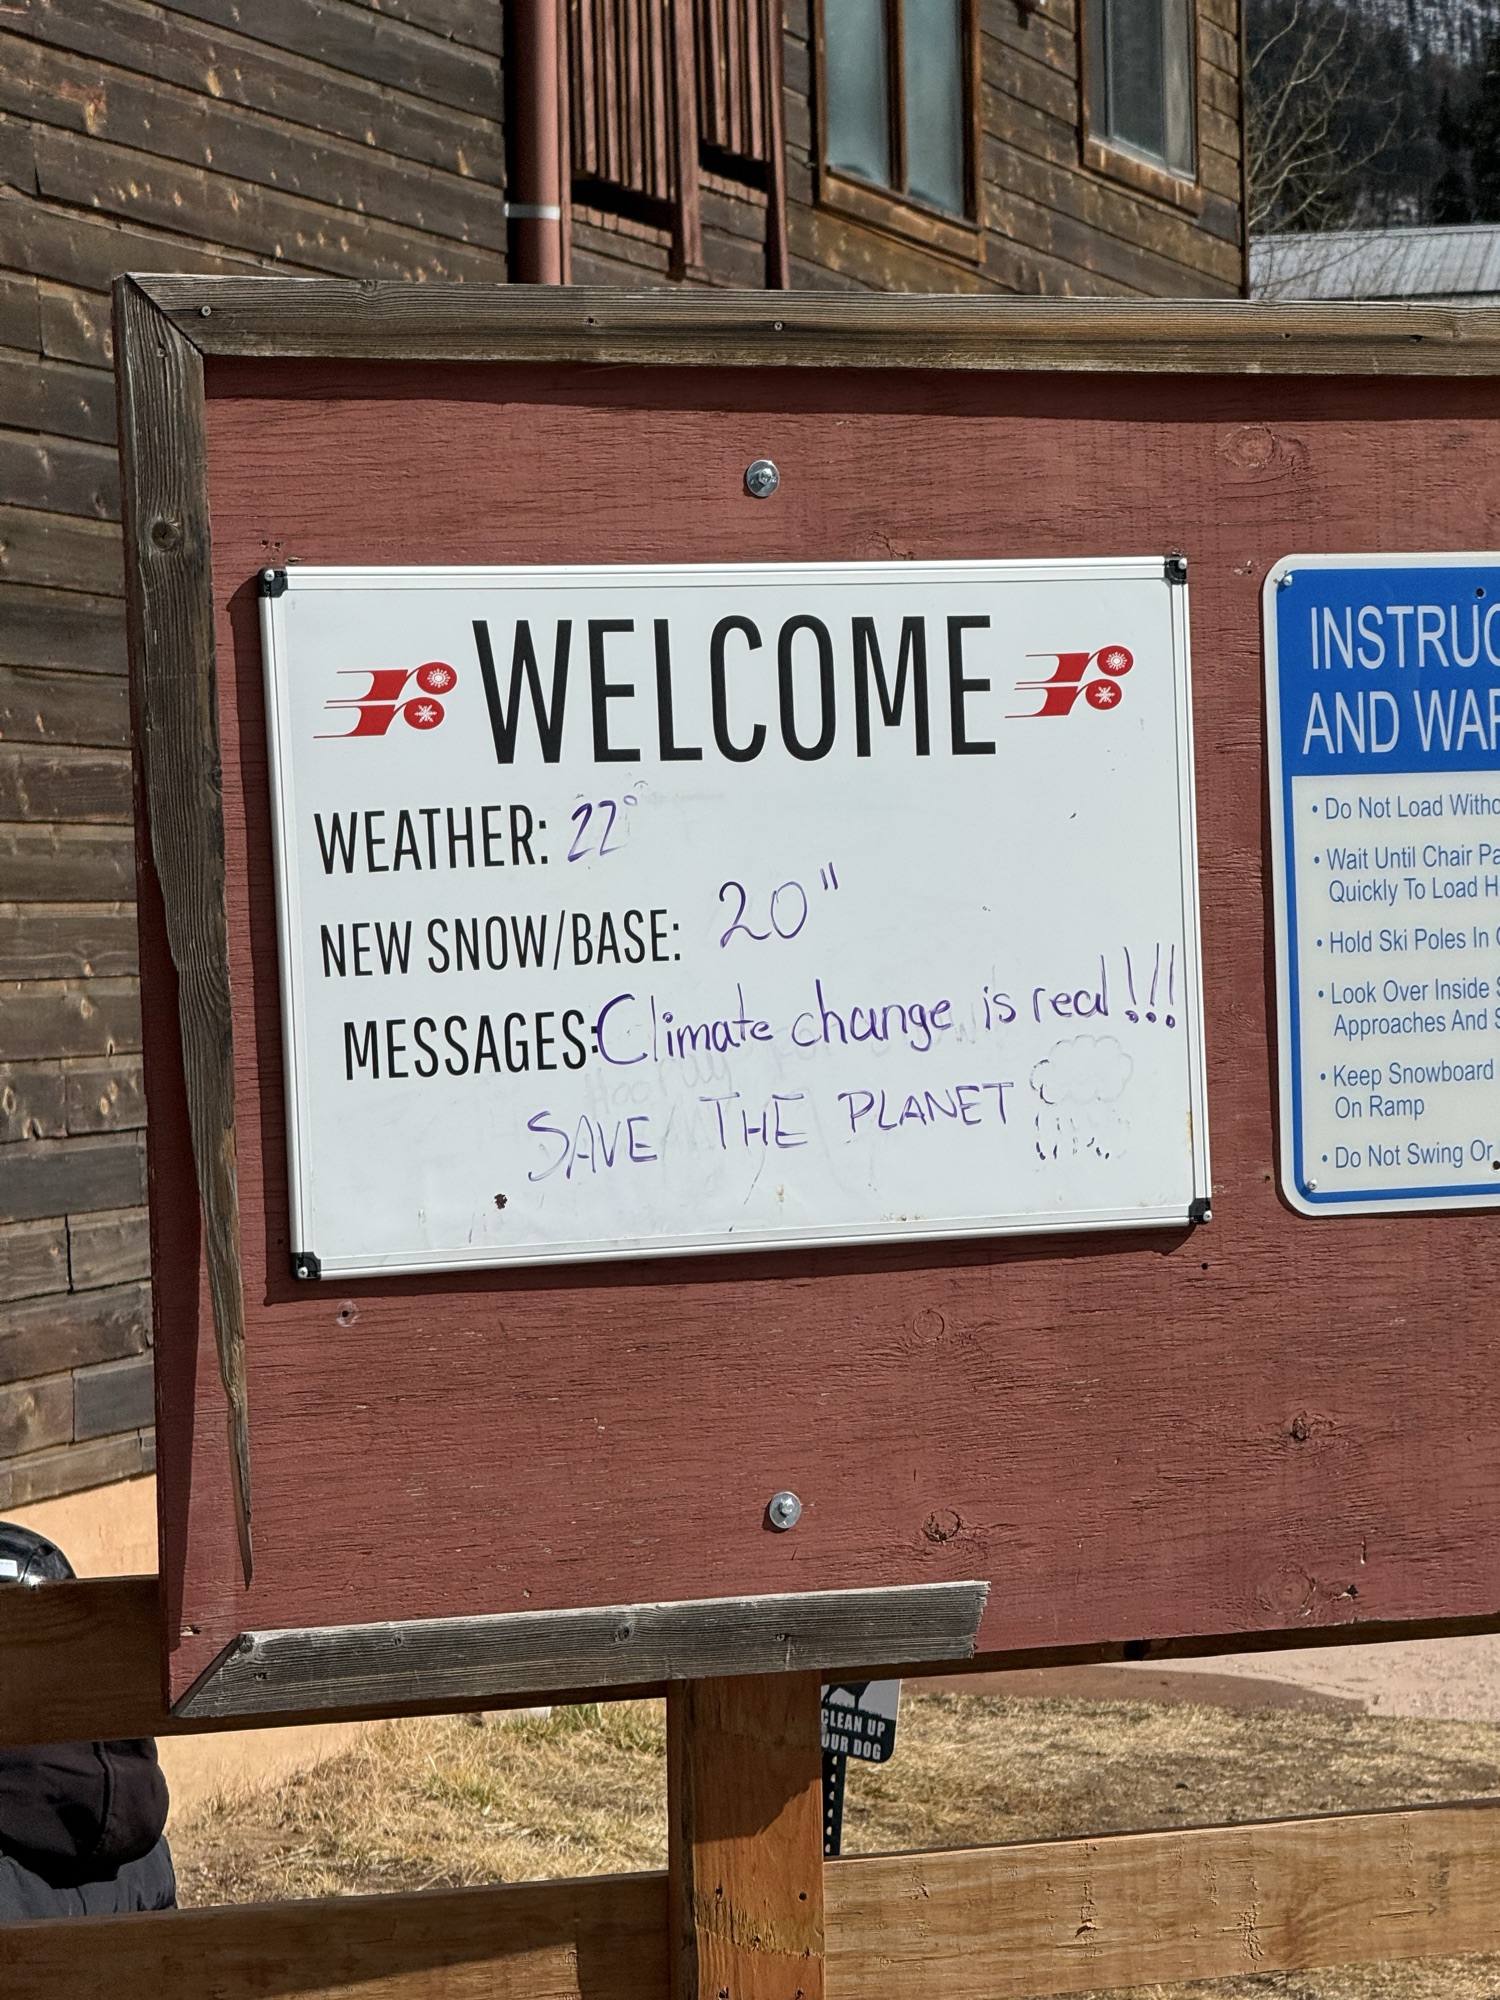 WELCOME
WEATHER: 22°
NEW SNOW/BASE: 20"
MESSAGES: Climate change is real!!!
SAVE THE PLANET
INSTRUC
AND WAR
• Do Not Load Witho
• Wait Until Chair Pa
Quickly To Load H
• Hold Ski Poles In
• Look Over Inside S
Approaches And S
• Keep Snowboard
On Ramp
• Do Not Swing Or
CLEAN UP
OUR DOG